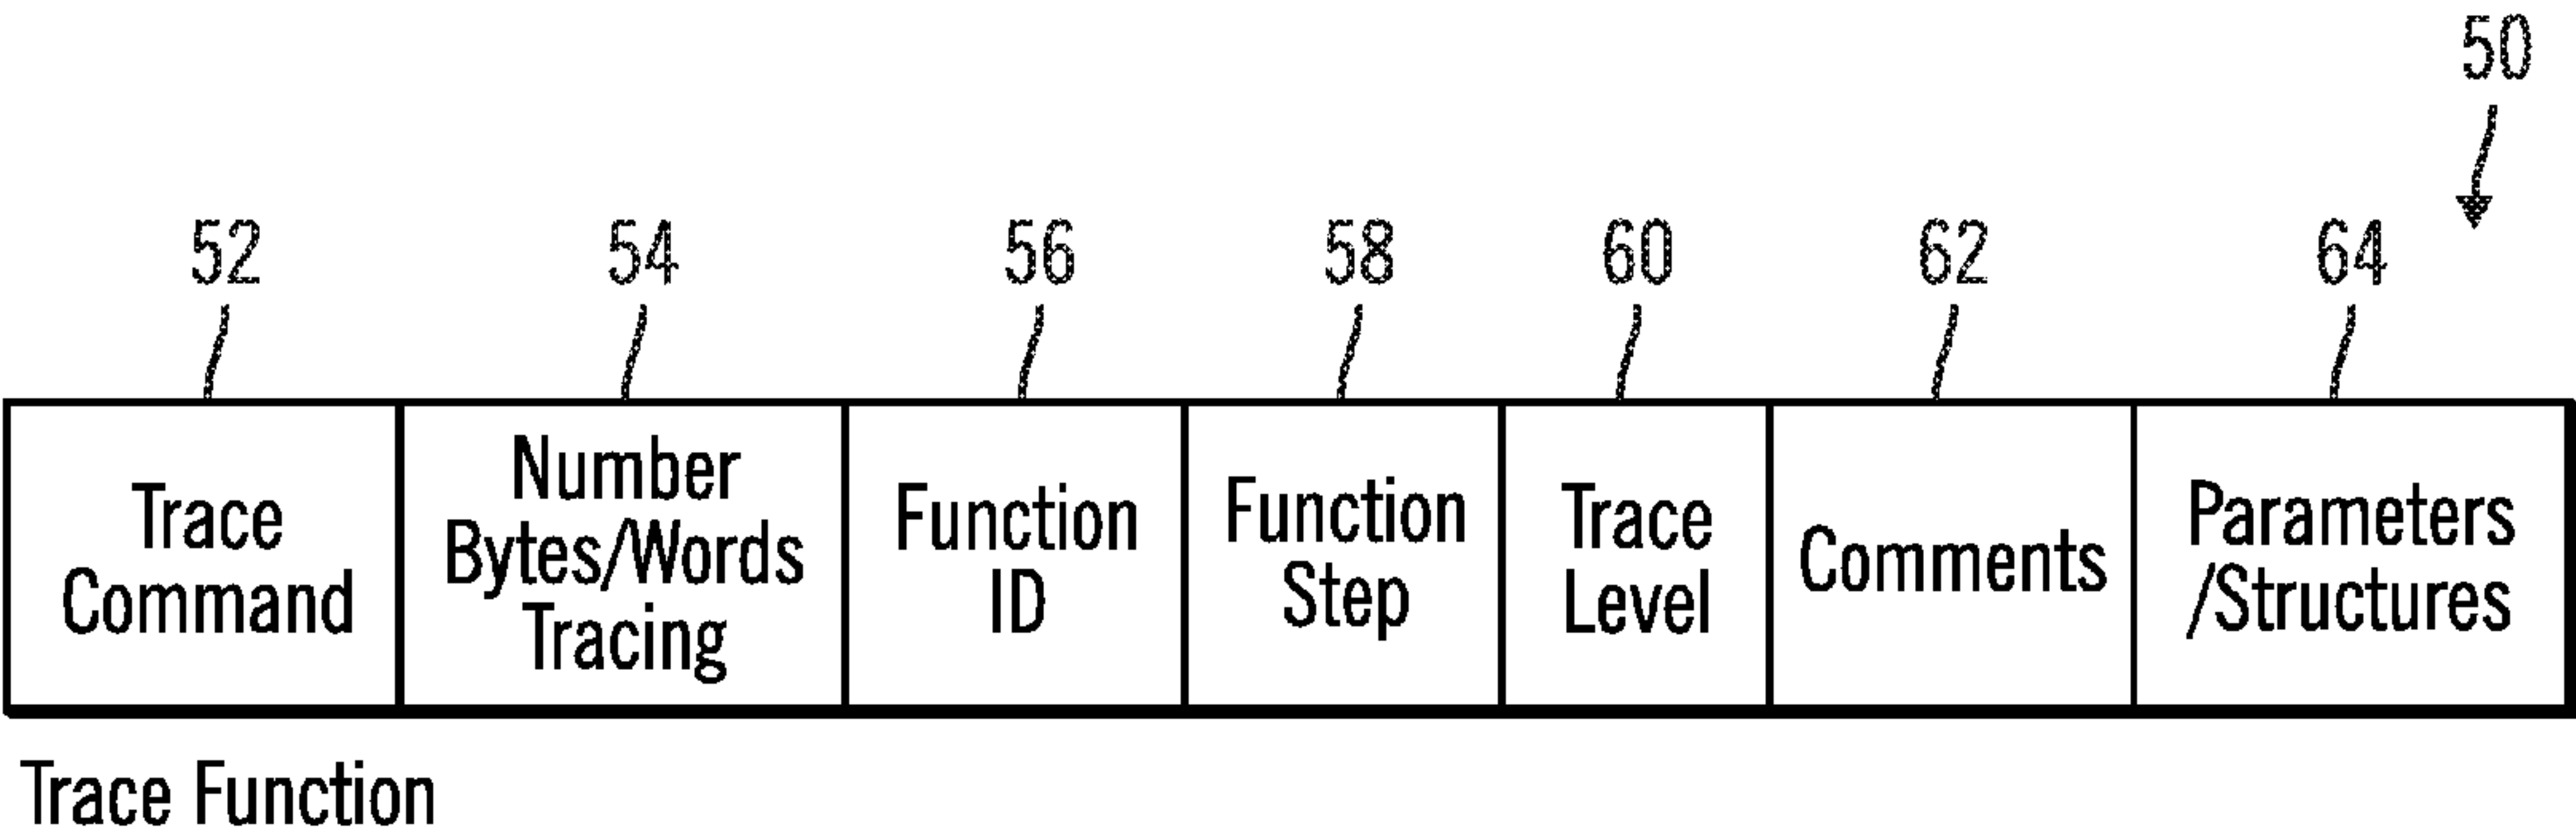 50
52 54 56 58 60 62 64
Trace
Command
Number
Bytes/Words
Tracing
Function
ID
Function
Step
Trace
Level
Comments
Parameters
/Structures
Trace Function